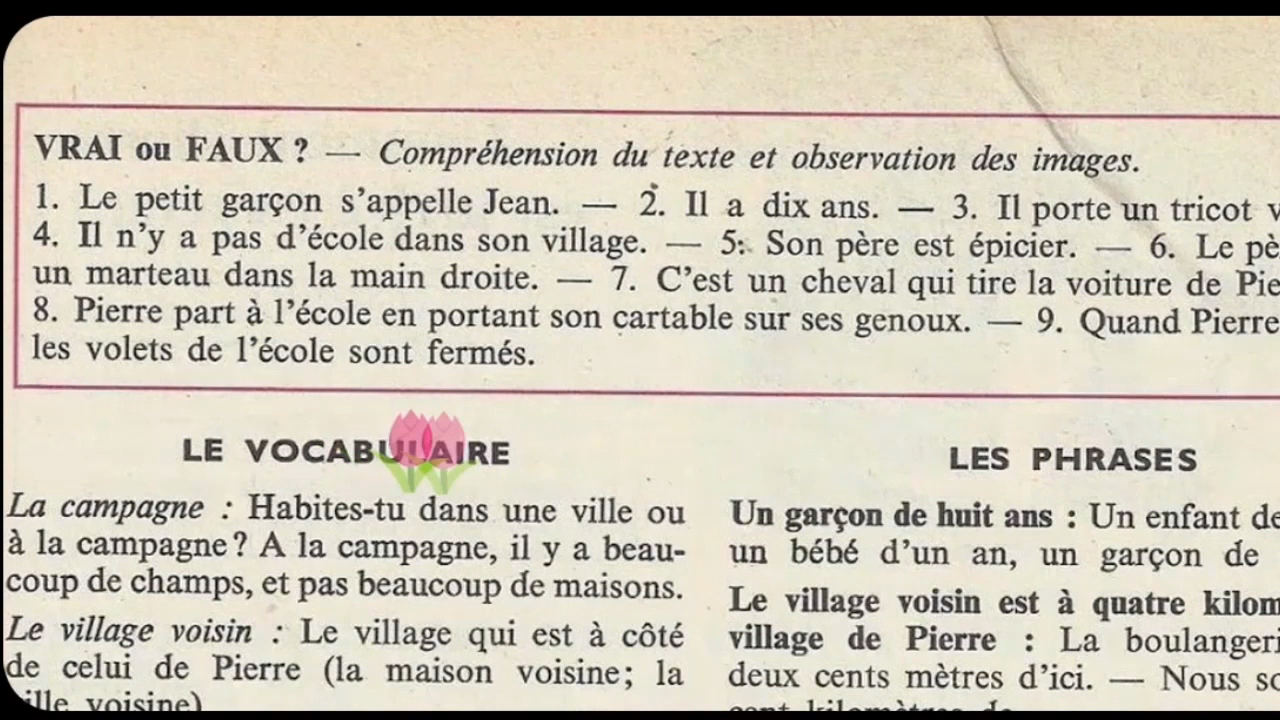 VRAI ou FAUX ? — Compréhension du texte et observation des images.
1. Le petit garçon s'appelle Jean. — 2. Il a dix ans. — 3. Il porte un tricot
4. Il n'y a pas d'école dans son village. — 5. Son père est épicier. — 6. Le
un marteau dans la main droite. — 7. C'est un cheval qui tire la voiture de
8. Pierre part à l'école en portant son cartable sur ses genoux. — 9. Quand Pierre
les volets de l'école sont fermés.
LE VOCABULAIRE
La campagne : Habites-tu dans une ville ou
à la campagne? A la campagne, il y a beau-
coup de champs, et pas beaucoup de maisons.
Le village voisin : Le village qui est à côté
de celui de Pierre (la maison voisine; la
ville voisine)
LES PHRASES
Un garçon de huit ans : Un enfant de
un bébé d'un an, un garçon de
Le village voisin est à quatre
village de Pierre : La
deux cents mètres d'ici. — Nous